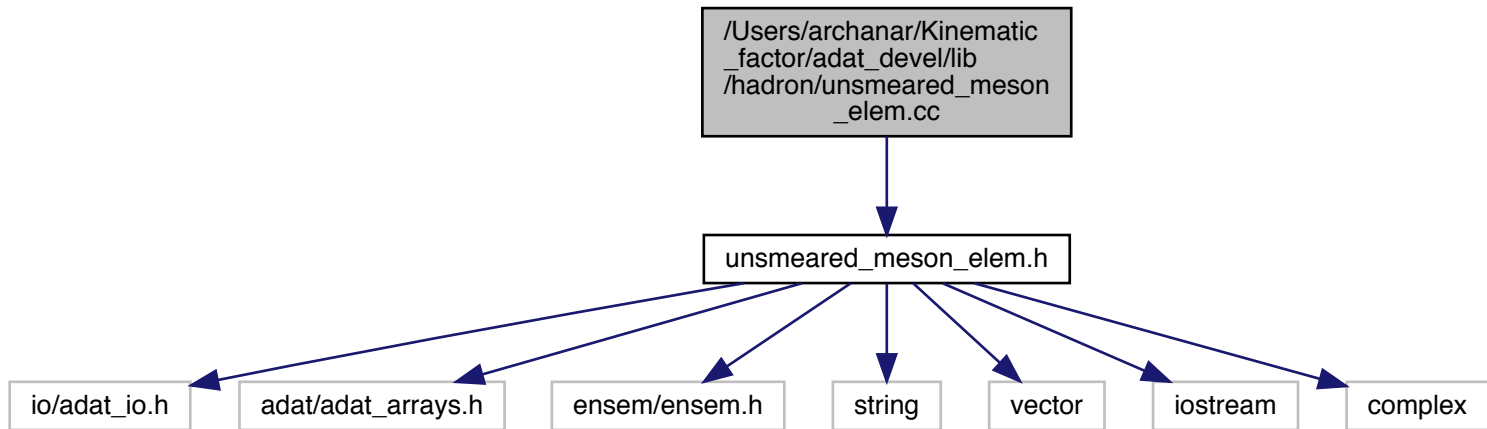 /Users/archanar/Kinematic
_factor/adat_devel/lib
/hadron/unsmeared_meson
_elem.cc
unsmeared_meson_elem.h
io/adat_io.h
adat/adat_arrays.h
ensem/ensem.h
string
vector
iostream
complex